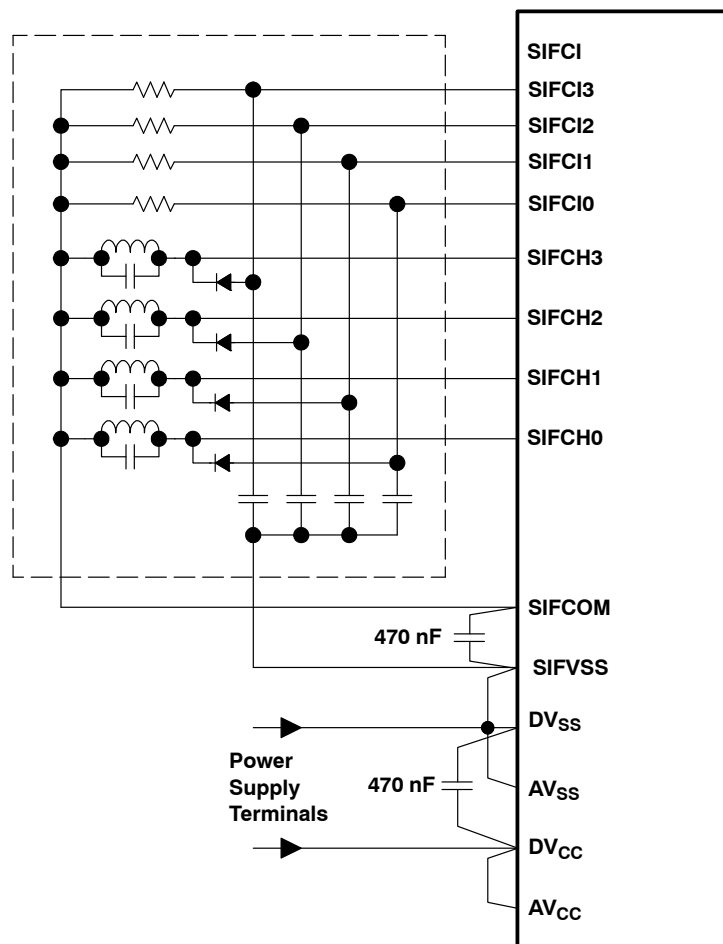 SIFCI
SIFCI3
SIFCI2
SIFCI1
SIFCI0
SIFCH3
SIFCH2
SIFCH1
SIFCH0
SIFCOM
470 nF
SIFVSS
DVSS
Power
Supply
Terminals
470 nF
AVSS
DVCC
AVCC